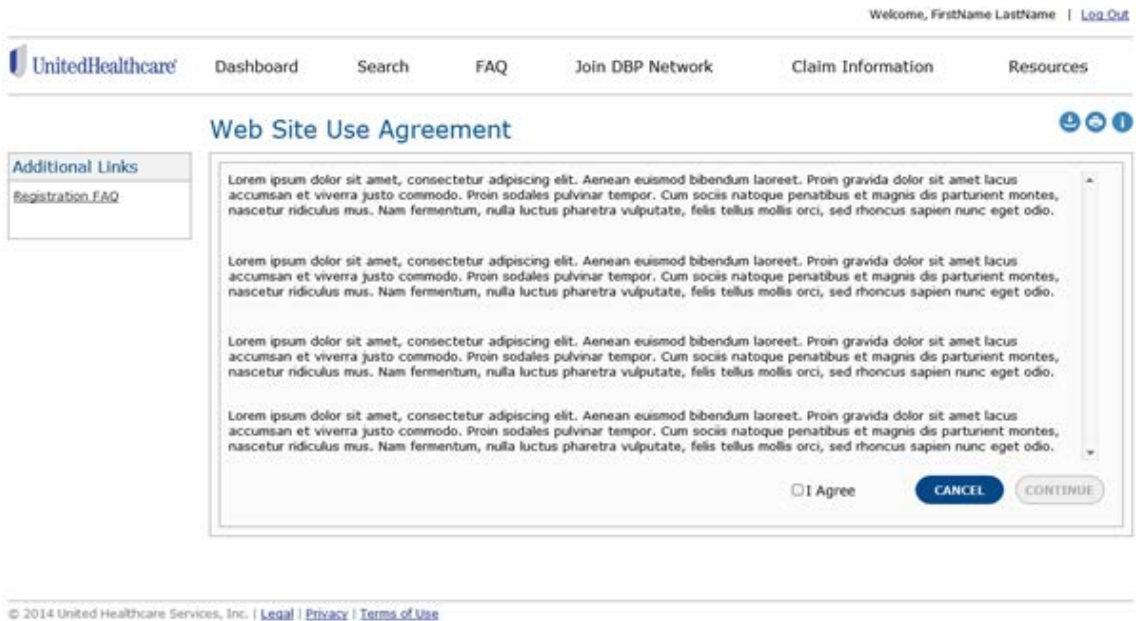 Welcome, FirstName LastName | Log Out
UnitedHealthcare® Dashboard Search FAQ Join DBP Network Claim Information Resources
Web Site Use Agreement
Additional Links
Registration FAQ
Lorem ipsum dolor sit amet, consectetur adipiscing elit. Aenean euismod bibendum laoreet. Proin gravida dolor sit amet lacus
accumsan et viverra justo commodo. Proin sodales pulvinar tempor. Cum sociis natoque penatibus et magnis dis parturient montes,
nascetur ridiculus mus. Nam fermentum, nulla luctus pharetra vulputate, felis tellus mollis orci, sed rhoncus sapien nunc eget odio.
Lorem ipsum dolor sit amet, consectetur adipiscing elit. Aenean euismod bibendum laoreet. Proin gravida dolor sit amet lacus
accumsan et viverra justo commodo. Proin sodales pulvinar tempor. Cum sociis natoque penatibus et magnis dis parturient montes,
nascetur ridiculus mus. Nam fermentum, nulla luctus pharetra vulputate, felis tellus mollis orci, sed rhoncus sapien nunc eget odio.
Lorem ipsum dolor sit amet, consectetur adipiscing elit. Aenean euismod bibendum laoreet. Proin gravida dolor sit amet lacus
accumsan et viverra justo commodo. Proin sodales pulvinar tempor. Cum sociis natoque penatibus et magnis dis parturient montes,
nascetur ridiculus mus. Nam fermentum, nulla luctus pharetra vulputate, felis tellus mollis orci, sed rhoncus sapien nunc eget odio.
Lorem ipsum dolor sit amet, consectetur adipiscing elit. Aenean euismod bibendum laoreet. Proin gravida dolor sit amet lacus
accumsan et viverra justo commodo. Proin sodales pulvinar tempor. Cum sociis natoque penatibus et magnis dis parturient montes,
nascetur ridiculus mus. Nam fermentum, nulla luctus pharetra vulputate, felis tellus mollis orci, sed rhoncus sapien nunc eget odio.
I Agree CANCEL CONTINUE
© 2014 United Healthcare Services, Inc. | Legal | Privacy | Terms of Use